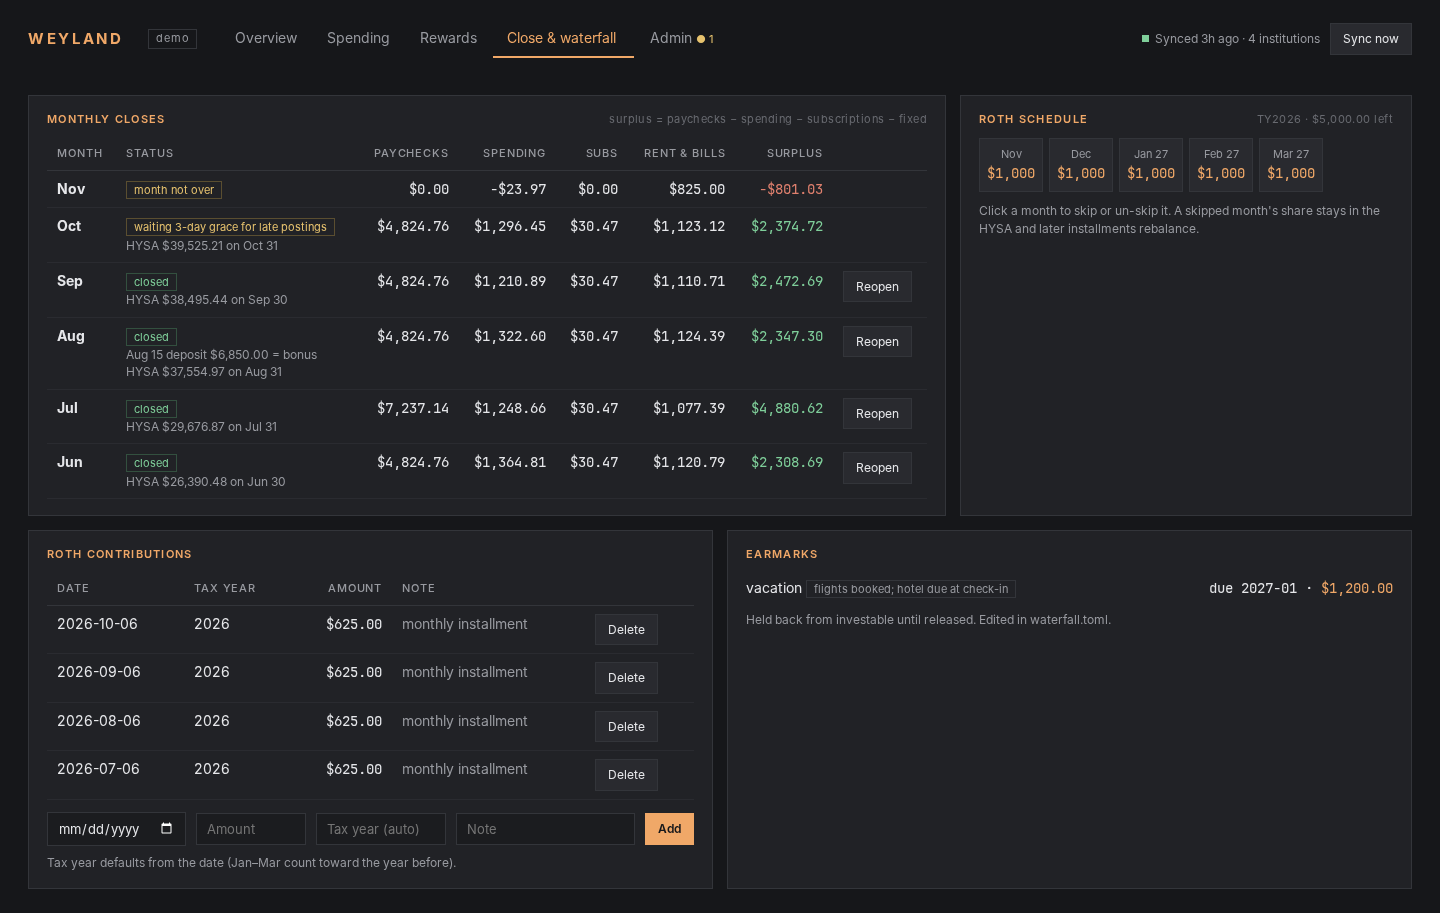 WEYLAND demo Overview Spending Rewards Close & waterfall Admin 1 Synced 3h ago · 4 institutions Sync now
MONTHLY CLOSES surplus = paychecks – spending – subscriptions – fixed
MONTH STATUS PAYCHECKS SPENDING SUBS RENT & BILLS SURPLUS
Nov month not over $0.00 -$23.97 $0.00 $825.00 -$801.03
Oct waiting 3-day grace for late postings $4,824.76 $1,296.45 $30.47 $1,123.12 $2,374.72
HYSA $39,525.21 on Oct 31
Sep closed $4,824.76 $1,210.89 $30.47 $1,110.71 $2,472.69 Reopen
HYSA $38,495.44 on Sep 30
Aug closed $4,824.76 $1,322.60 $30.47 $1,124.39 $2,347.30 Reopen
Aug 15 deposit $6,850.00 = bonus
HYSA $37,554.97 on Aug 31
Jul closed $7,237.14 $1,248.66 $30.47 $1,077.39 $4,880.62 Reopen
HYSA $29,676.87 on Jul 31
Jun closed $4,824.76 $1,364.81 $30.47 $1,120.79 $2,308.69 Reopen
HYSA $26,390.48 on Jun 30
ROTH SCHEDULE TY2026 · $5,000.00 left
Nov Dec Jan 27 Feb 27 Mar 27
$1,000 $1,000 $1,000 $1,000 $1,000
Click a month to skip or un-skip it. A skipped month's share stays in the
HYSA and later installments rebalance.
ROTH CONTRIBUTIONS
DATE TAX YEAR AMOUNT NOTE
2026-10-06 2026 $625.00 monthly installment Delete
2026-09-06 2026 $625.00 monthly installment Delete
2026-08-06 2026 $625.00 monthly installment Delete
2026-07-06 2026 $625.00 monthly installment Delete
mm/dd/yyyy Amount Tax year (auto) Note Add
Tax year defaults from the date (Jan–Mar count toward the year before).
EARMARKS
vacation flights booked; hotel due at check-in due 2027-01 · $1,200.00
Held back from investable until released. Edited in waterfall.toml.